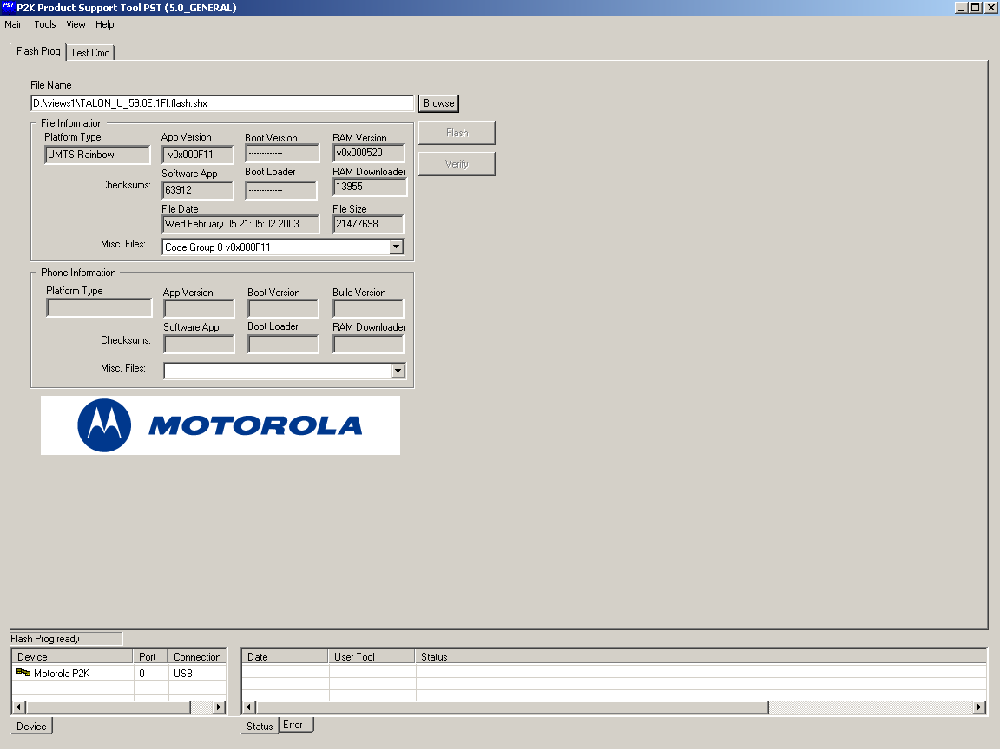 PST P2K Product Support Tool PST (5.0_GENERAL)
Main Tools View Help
Flash Prog Test Cmd
File Name
D:\views1\TALON_U_59.0E.1FI.flash.shx Browse
File Information
Flash
Platform Type App Version Boot Version RAM Version
UMTS Rainbow v0x000F11 ------------- v0x000520
Verify
Software App Boot Loader RAM Downloader
Checksums: 63912 ------------- 13955
File Date File Size
Wed February 05 21:05:02 2003 21477698
Misc. Files: Code Group 0 v0x000F11
Phone Information
Platform Type App Version Boot Version Build Version
Software App Boot Loader RAM Downloader
Checksums:
Misc. Files:
MOTOROLA
Flash Prog ready
Device Port Connection Date User Tool Status
Motorola P2K 0 USB
Device Status Error